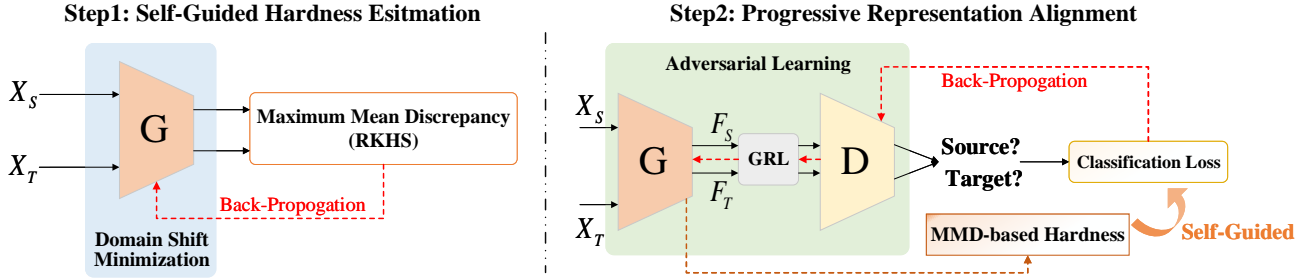 Step1: Self-Guided Hardness Esitmation
X_S
X_T
G
Maximum Mean Discrepancy
(RKHS)
Back-Propogation
Domain Shift
Minimization
Step2: Progressive Representation Alignment
Adversarial Learning
X_S
X_T
G
F_S
F_T
GRL
D
Back-Propogation
Source?
Target?
Classification Loss
MMD-based Hardness
Self-Guided